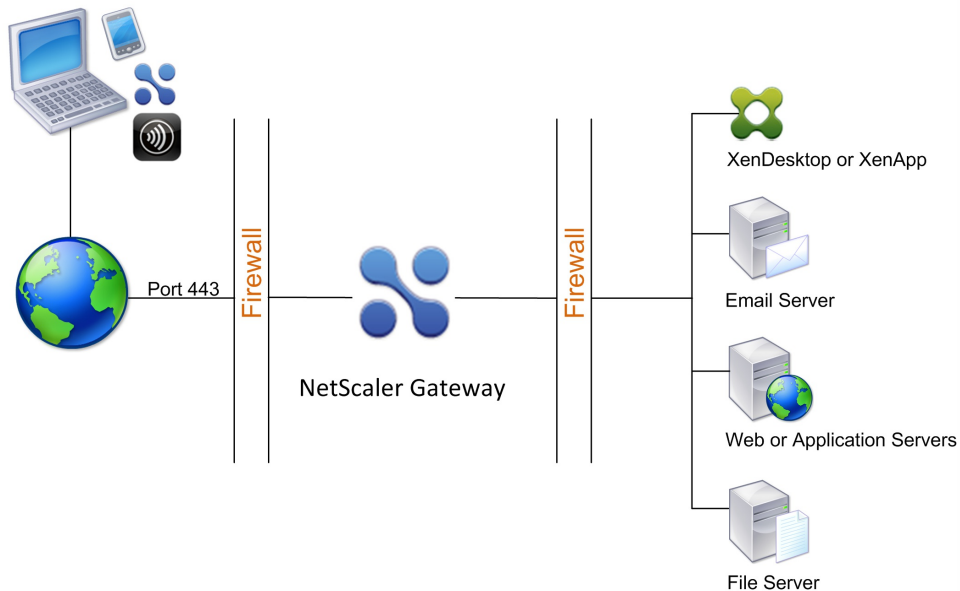 Port 443
Firewall
NetScaler Gateway
Firewall
XenDesktop or XenApp
Email Server
Web or Application Servers
File Server